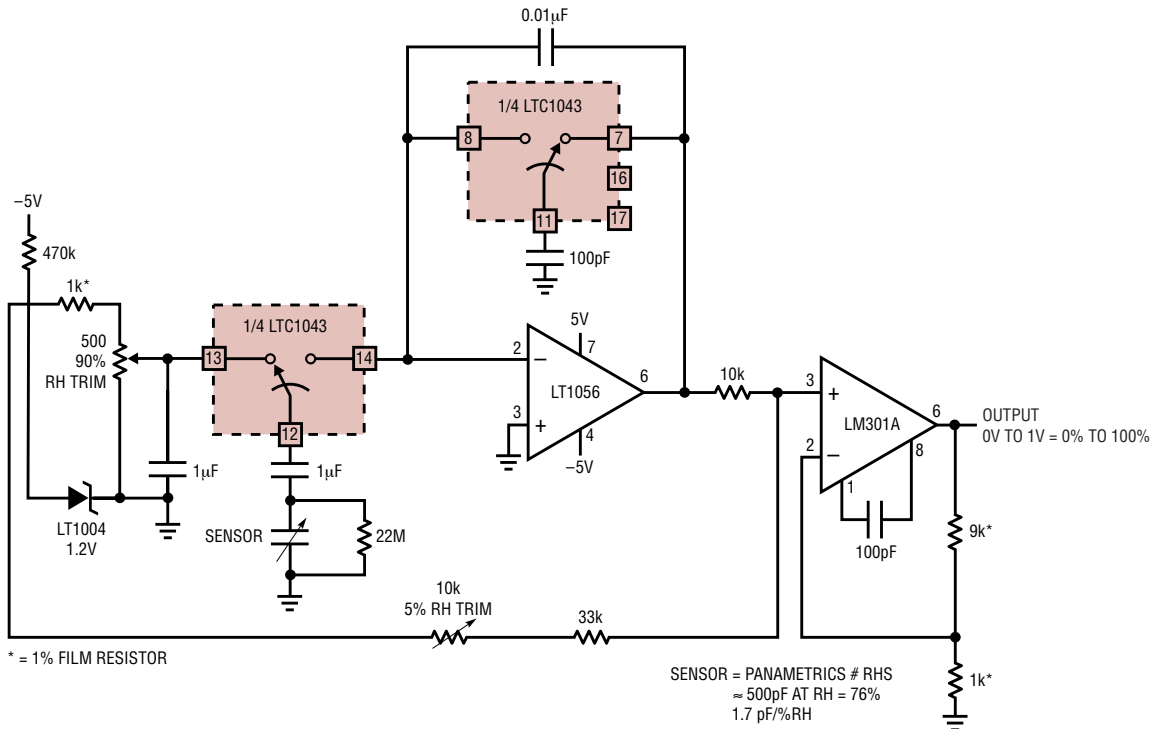 0.01µF
1/4 LTC1043
8
7
16
17
11
100pF
–5V
470k
1k*
500
90%
RH TRIM
1/4 LTC1043
13
14
12
1µF
1µF
LT1004
1.2V
SENSOR
22M
5V
2
7
–
LT1056
6
3
+
4
–5V
10k
3
+
LM301A
6
2
–
8
1
100pF
OUTPUT
0V TO 1V = 0% TO 100%
9k*
1k*
10k
5% RH TRIM
33k
* = 1% FILM RESISTOR
SENSOR = PANAMETRICS # RHS
≈ 500pF AT RH = 76%
1.7 pF/%RH